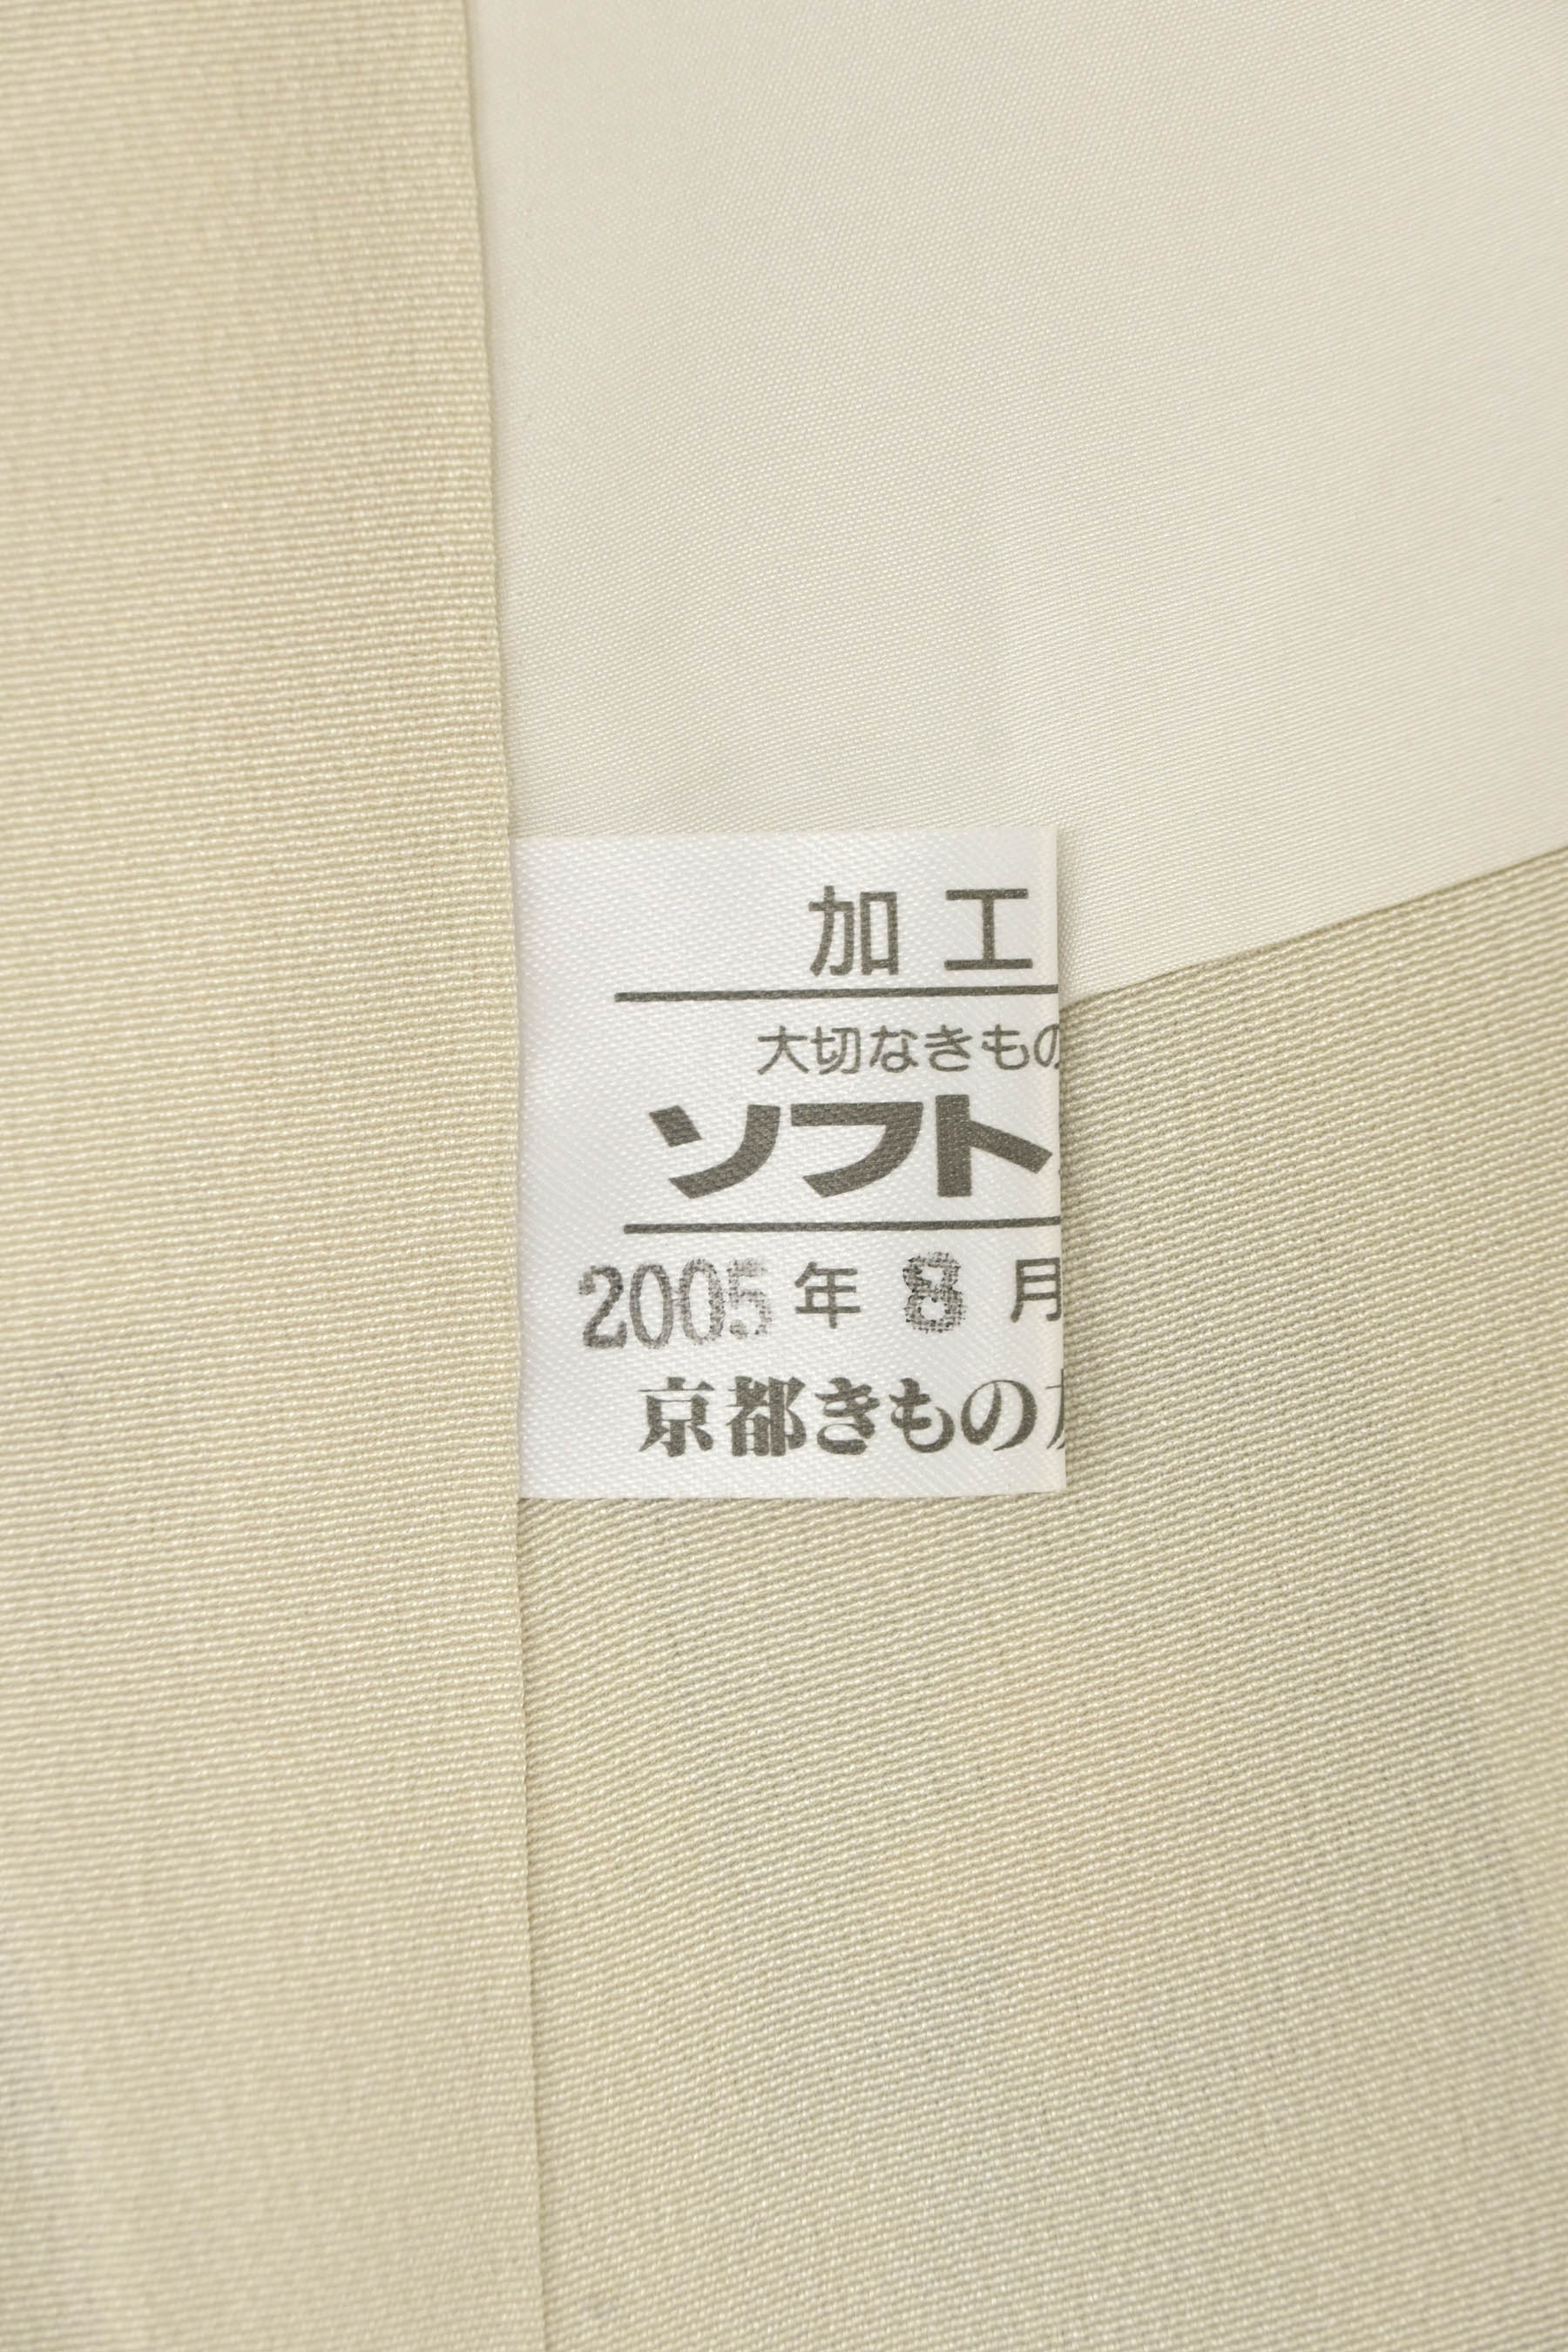 加工
大切なきもの
ソフト
2005年8月
京都きもの